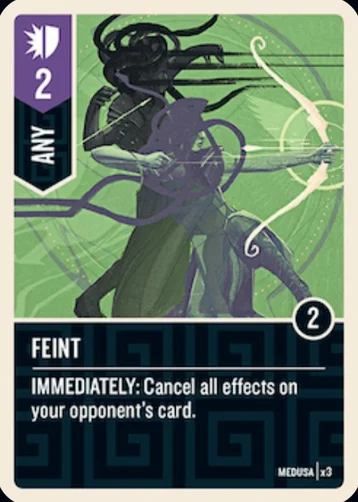 2
ANY
2
FEINT
IMMEDIATELY: Cancel all effects on
your opponent's card.
MEDUSA | x3